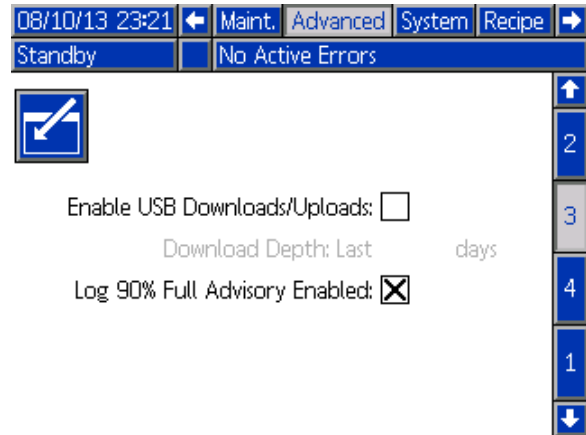 08/10/13 23:21 Maint. Advanced System Recipe
Standby No Active Errors
2
Enable USB Downloads/Uploads:
3
Download Depth: Last days
Log 90% Full Advisory Enabled:
4
1